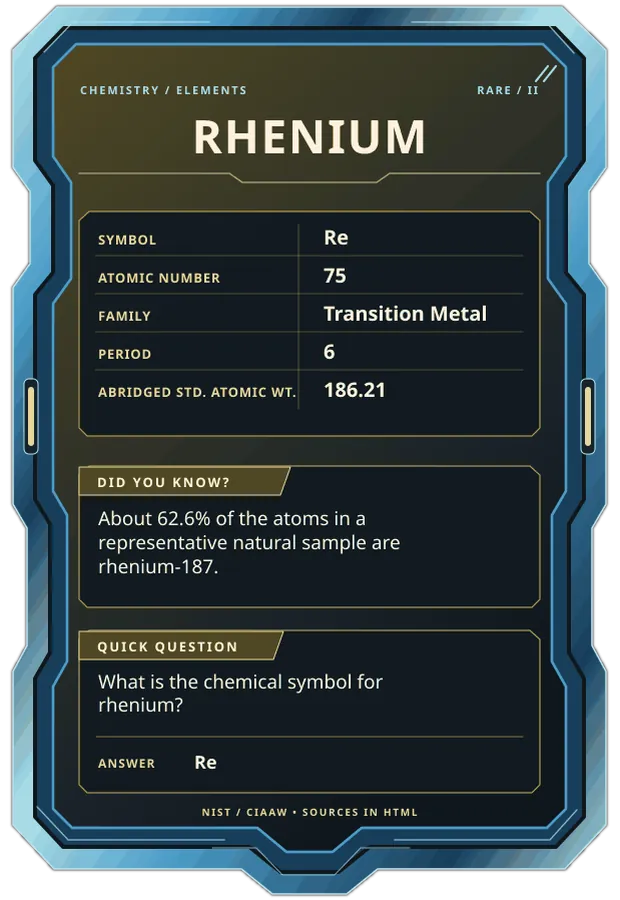 CHEMISTRY / ELEMENTS
RARE / II
RHENIUM
SYMBOL Re
ATOMIC NUMBER 75
FAMILY Transition Metal
PERIOD 6
ABRIDGED STD. ATOMIC WT. 186.21
DID YOU KNOW?
About 62.6% of the atoms in a
representative natural sample are
rhenium-187.
QUICK QUESTION
What is the chemical symbol for
rhenium?
ANSWER Re
NIST / CIAAW • SOURCES IN HTML